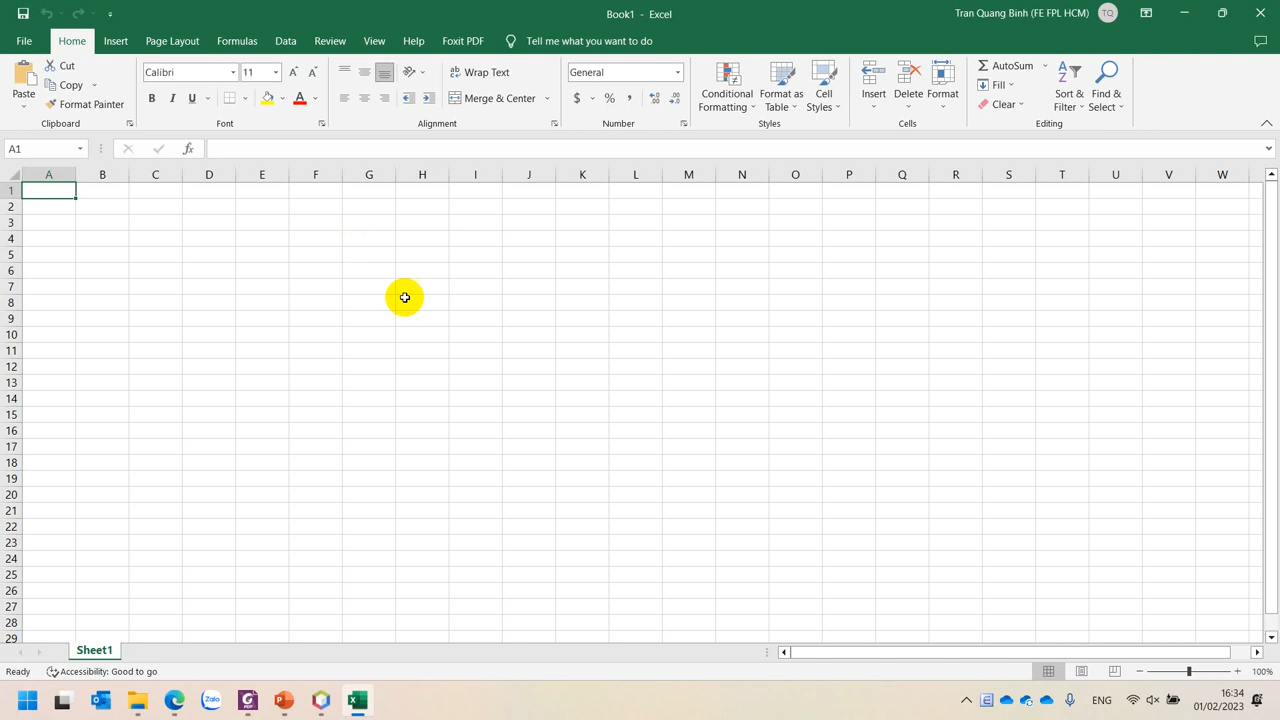 Book1 - Excel
Tran Quang Binh (FE FPL HCM) TQ
File Home Insert Page Layout Formulas Data Review View Help Foxit PDF Tell me what you want to do
Paste
Cut
Copy
Format Painter
Clipboard
Calibri 11
B I U A
Font
Wrap Text
Merge & Center
Alignment
General
$ % ,
Number
Conditional Formatting
Format as Table
Cell Styles
Styles
Insert Delete Format
Cells
AutoSum
Fill
Clear
Sort & Filter
Find & Select
Editing
A1 fx
A B C D E F G H I J K L M N O P Q R S T U V W
1
2
3
4
5
6
7
8
9
10
11
12
13
14
15
16
17
18
19
20
21
22
23
24
25
26
27
28
29
Sheet1
Ready Accessibility: Good to go 100%
Zalo PDF ENG 16:34
01/02/2023